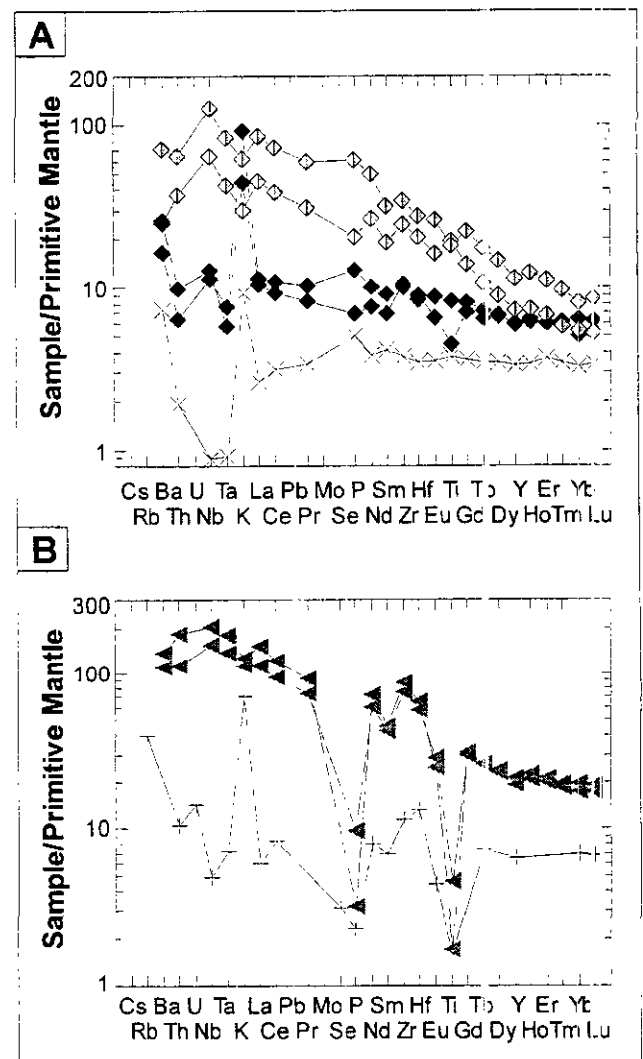 A
200
100
10
1
Sample/Primitive Mantle
Cs Ba U Ta La Pb Mo P Sm Hf Ti Tb Y Er Yb
Rb Th Nb K Ce Pr Se Nd Zr Eu Gd Dy Ho Tm Lu
B
300
100
10
1
Sample/Primitive Mantle
Cs Ba U Ta La Pb Mo P Sm Hf Ti Y Er Yb
Rb Th Nb K Ce Pr Se Nd Zr Eu Gd Dy Ho Tm Lu